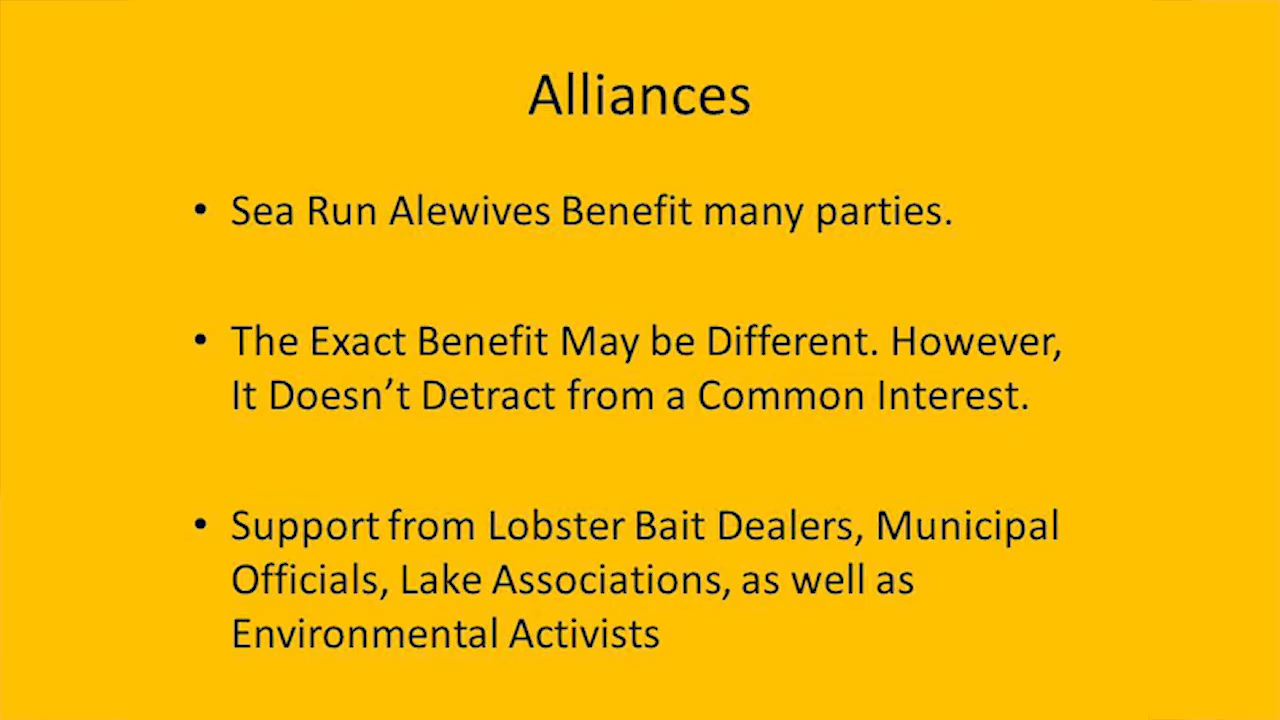 Alliances
• Sea Run Alewives Benefit many parties.
• The Exact Benefit May be Different. However,
It Doesn’t Detract from a Common Interest.
• Support from Lobster Bait Dealers, Municipal
Officials, Lake Associations, as well as
Environmental Activists